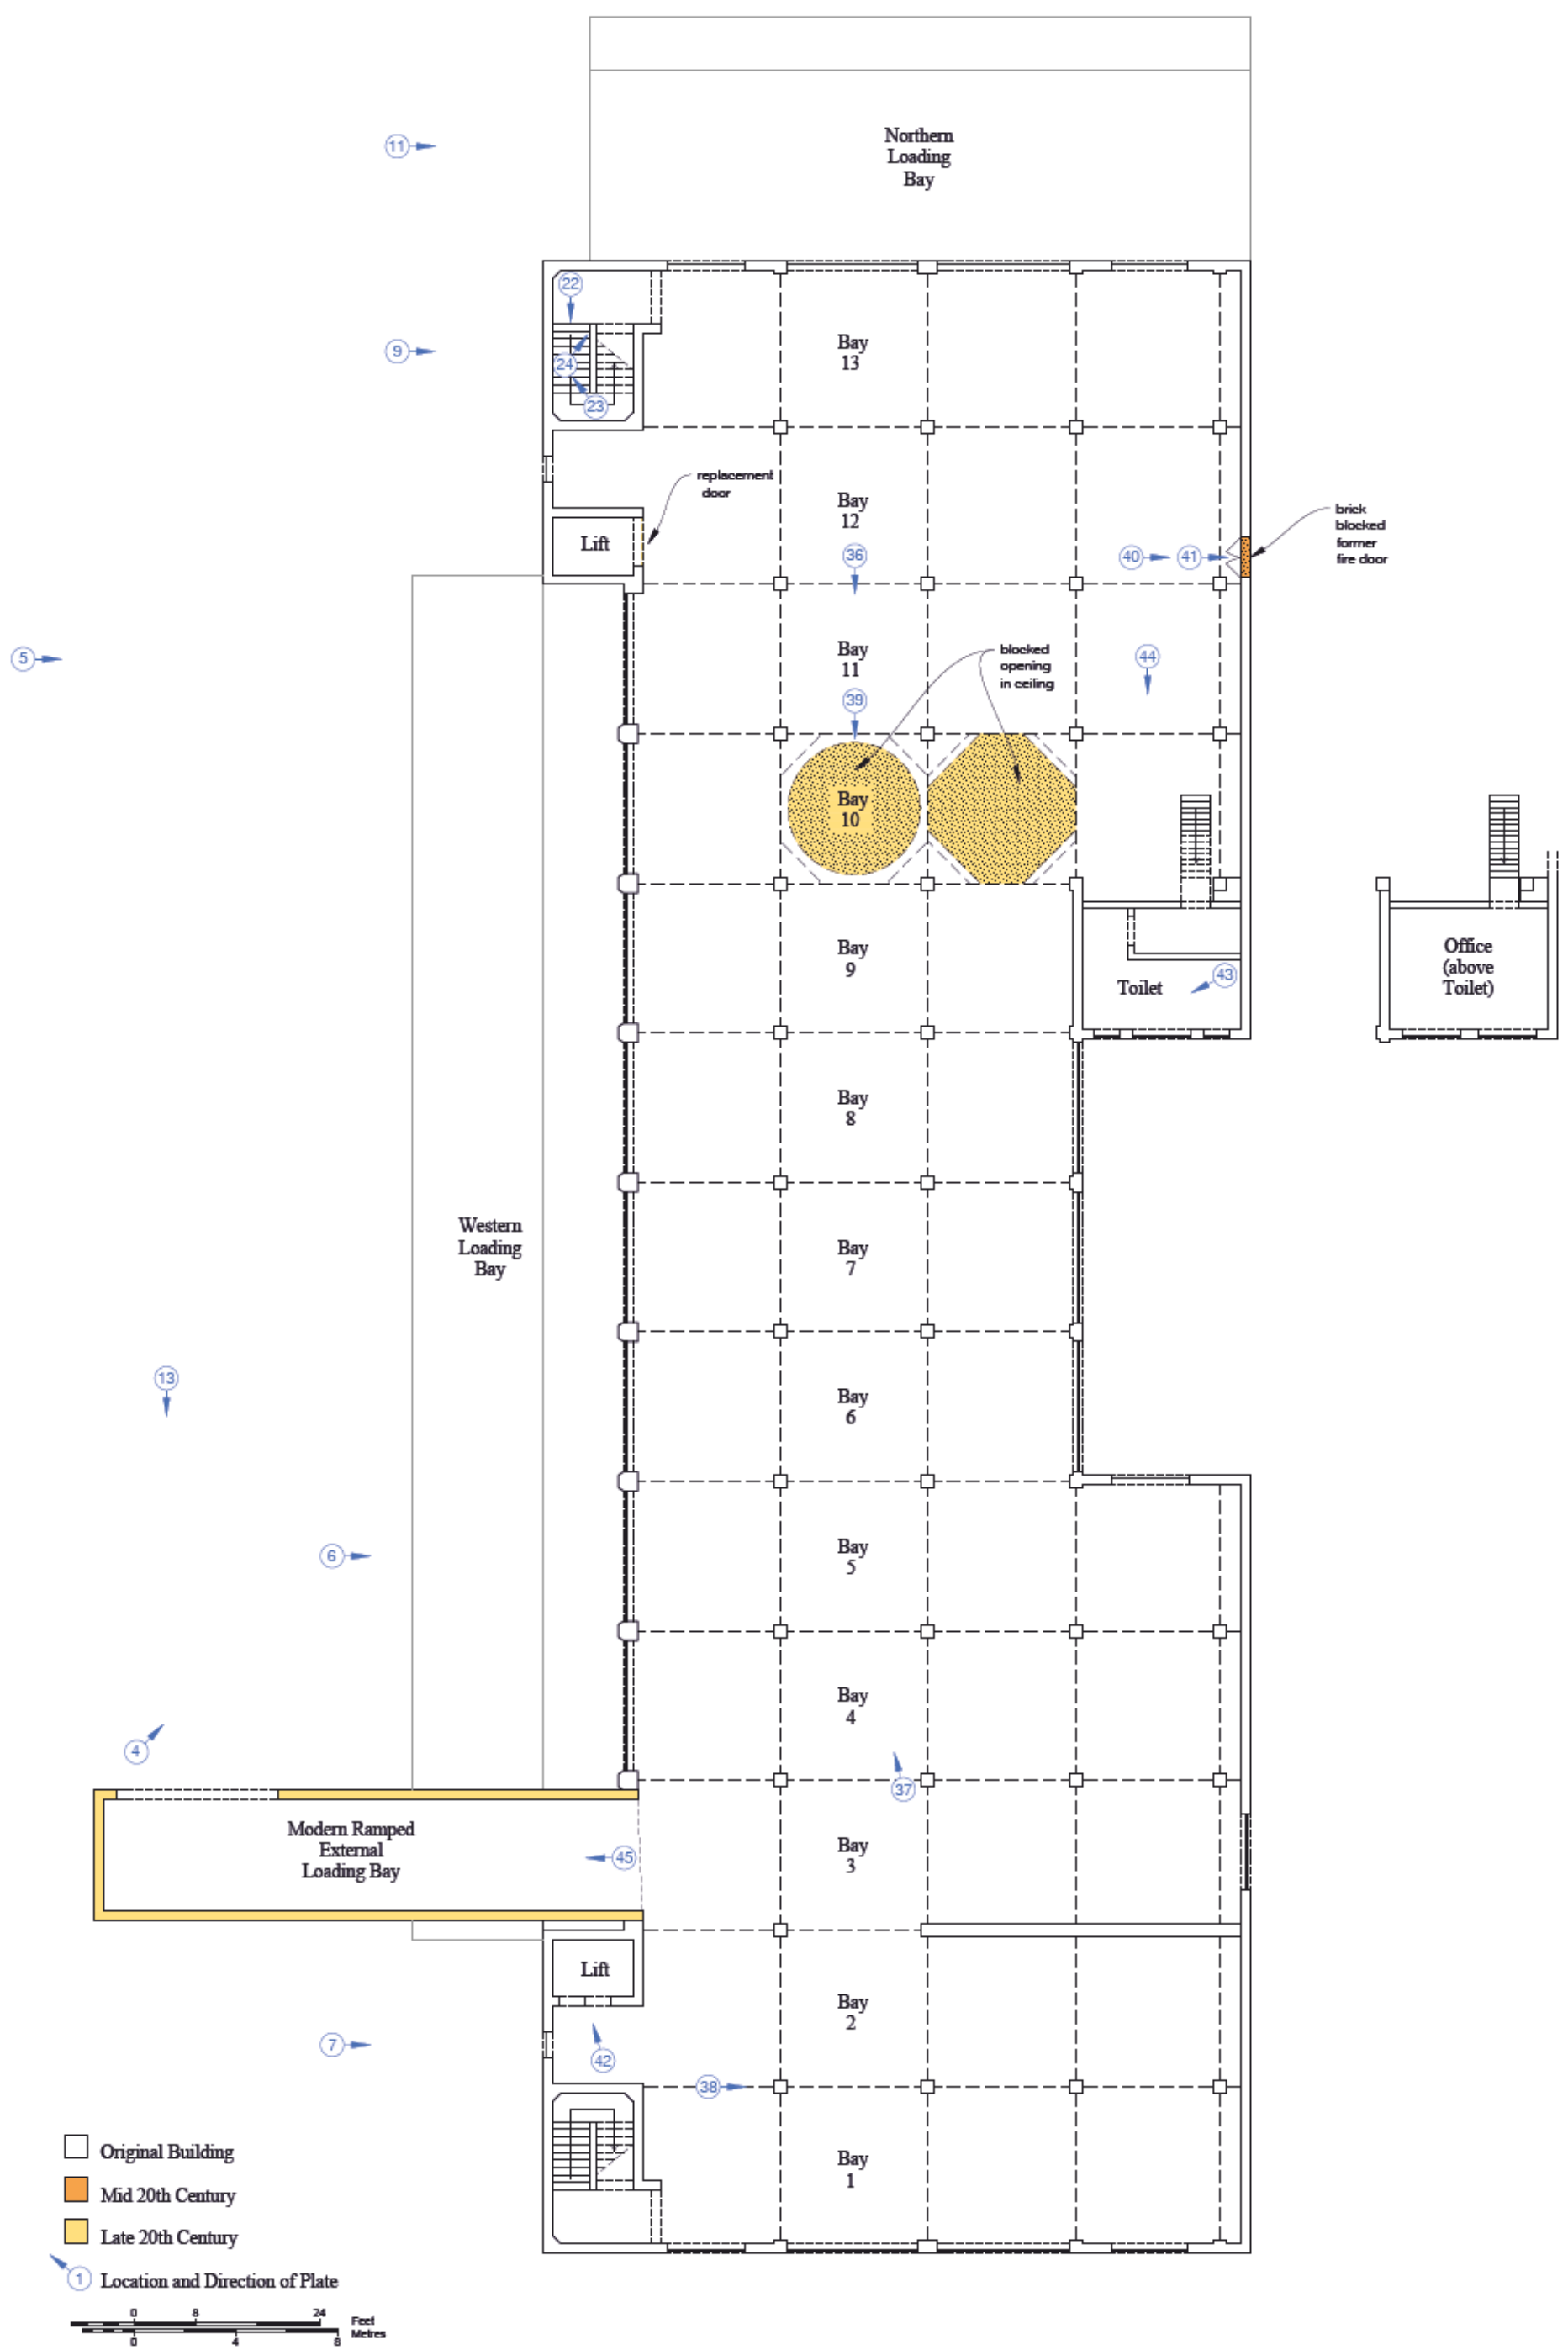 11
Northern
Loading
Bay
22
9
24
23
Bay
13
replacement
door
Bay
12
Lift
36
40
41
brick
blocked
former
fire door
5
Bay
11
blocked
opening
in ceiling
44
39
Bay
10
Bay
9
Toilet
43
Office
(above
Toilet)
Bay
8
Western
Loading
Bay
Bay
7
13
Bay
6
6
Bay
5
4
Bay
4
37
Modern Ramped
External
Loading Bay
45
Bay
3
Lift
Bay
2
7
42
38
Bay
1
Original Building
Mid 20th Century
Late 20th Century
1 Location and Direction of Plate
0 8 24 Feet
Metres
0 4 8